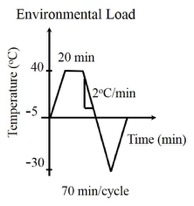 Environmental Load
20 min
40
2°C/min
-5
-30
Temperature (°C)
Time (min)
70 min/cycle